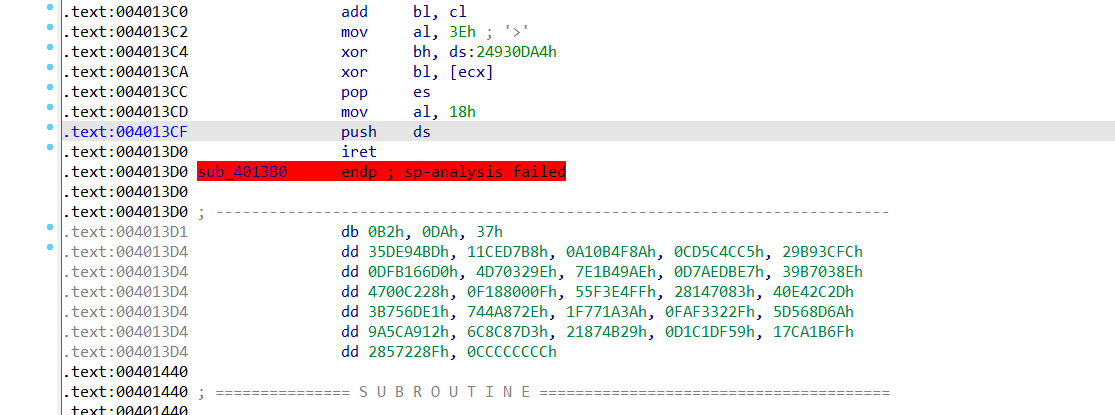 .text:004013C0 add bl, cl
.text:004013C2 mov al, 3Eh ; '>'
.text:004013C4 xor bh, ds:24930DA4h
.text:004013CA xor bl, [ecx]
.text:004013CC pop es
.text:004013CD mov al, 18h
.text:004013CF push ds
.text:004013D0 iret
.text:004013D0 sub_4013B0 endp ; sp-analysis failed
.text:004013D0
.text:004013D0 ; ---------------------------------------------------------------------------
.text:004013D1 db 0B2h, 0DAh, 37h
.text:004013D4 dd 35DE94BDh, 11CED7B8h, 0A10B4F8Ah, 0CD5C4CC5h, 29B93CFCh
.text:004013D4 dd 0DFB166D0h, 4D70329Eh, 7E1B49AEh, 0D7AEDBE7h, 39B7038Eh
.text:004013D4 dd 4700C228h, 0F188000Fh, 55F3E4FFh, 28147083h, 40E42C2Dh
.text:004013D4 dd 3B756DE1h, 744A872Eh, 1F771A3Ah, 0FAF3322Fh, 5D568D6Ah
.text:004013D4 dd 9A5CA912h, 6C8C87D3h, 21874B29h, 0D1C1DF59h, 17CA1B6Fh
.text:004013D4 dd 2857228Fh, 0CCCCCCCCh
.text:00401440
.text:00401440 ; =============== S U B R O U T I N E =======================================
.text:00401440